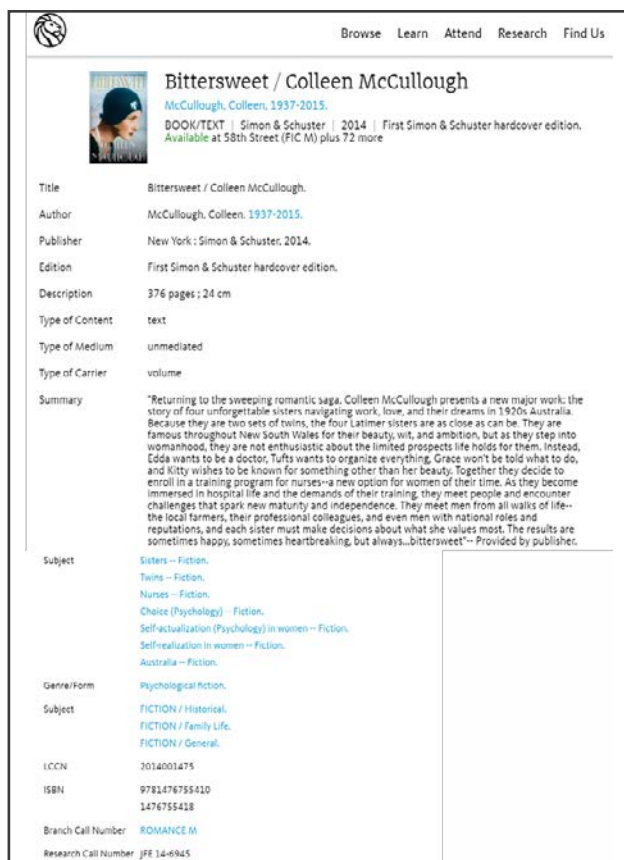 Browse Learn Attend Research Find Us
Bittersweet / Colleen McCullough
McCullough, Colleen, 1937-2015.
BOOK/TEXT | Simon & Schuster | 2014 | First Simon & Schuster hardcover edition.
Available at 58th Street (FIC M) plus 72 more
Title Bittersweet / Colleen McCullough.
Author McCullough, Colleen, 1937-2015.
Publisher New York : Simon & Schuster, 2014.
Edition First Simon & Schuster hardcover edition.
Description 376 pages ; 24 cm
Type of Content text
Type of Medium unmediated
Type of Carrier volume
Summary "Returning to the sweeping romantic saga, Colleen McCullough presents a new major work: the
story of four unforgettable sisters navigating work, love, and their dreams in 1920s Australia.
Because they are two sets of twins, the four Latimer sisters are as close as can be. They are
famous throughout New South Wales for their beauty, wit, and ambition, but as they step into
womanhood, they are not enthusiastic about the limited prospects life holds for them. Instead,
Edda wants to be a doctor, Tufts wants to organize everything, Grace won't be told what to do,
and Kitty wishes to be known for something other than her beauty. Together they decide to
enroll in a training program for nurses--a new option for women of their time. As they become
immersed in hospital life and the demands of their training, they meet people and encounter
challenges that spark new maturity and independence. They meet men from all walks of life--
the local farmers, their professional colleagues, and even men with national roles and
reputations, and each sister must make decisions about what she values most. The results are
sometimes happy, sometimes heartbreaking, but always...bittersweet"-- Provided by publisher.
Subject Sisters -- Fiction.
Twins -- Fiction.
Nurses -- Fiction.
Choice (Psychology) -- Fiction.
Self-actualization (Psychology) in women -- Fiction.
Self-realization in women -- Fiction.
Australia -- Fiction.
Genre/Form Psychological fiction.
Subject FICTION / Historical.
FICTION / Family Life.
FICTION / General.
LCCN 2014001475
ISBN 9781476755410
1476755418
Branch Call Number ROMANCE M
Research Call Number JFE 14-6945